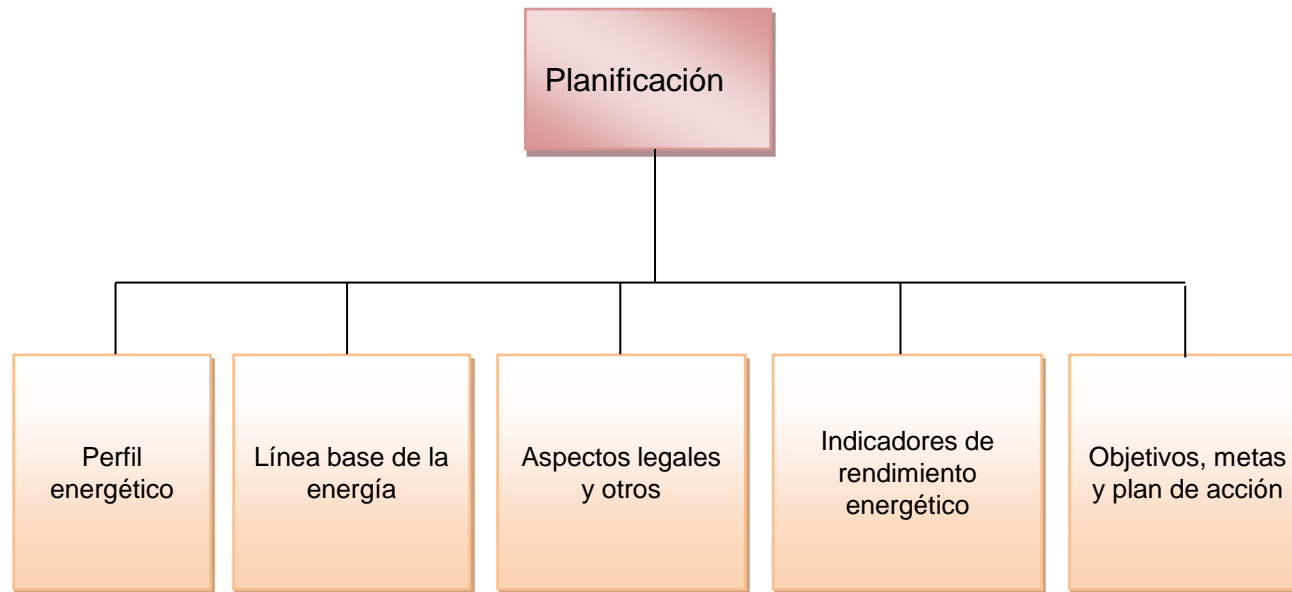 Planificación
Perfil
energético
Línea base de la
energía
Aspectos legales
y otros
Indicadores de
rendimiento
energético
Objetivos, metas
y plan de acción